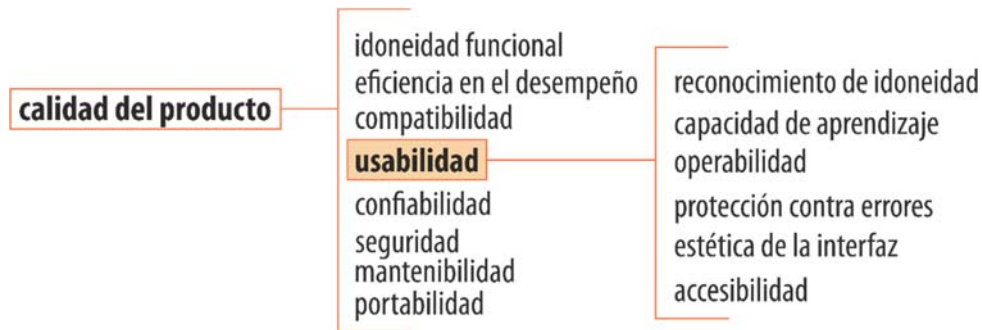 calidad del producto
idoneidad funcional
eficiencia en el desempeño
compatibilidad
usabilidad
confiabilidad
seguridad
mantenibilidad
portabilidad
reconocimiento de idoneidad
capacidad de aprendizaje
operabilidad
protección contra errores
estética de la interfaz
accesibilidad